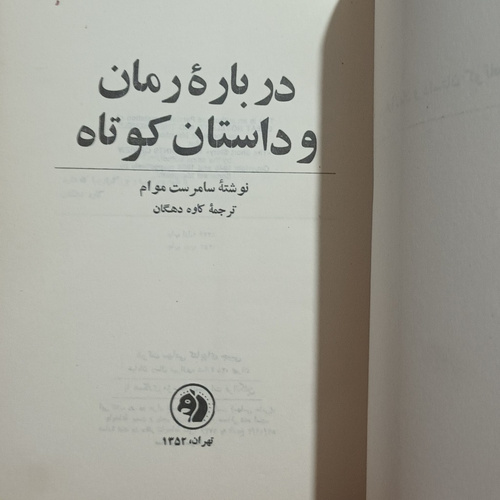 دربارهٔ رمان
و داستان کوتاه
نوشتهٔ سامرست موام
ترجمهٔ کاوه دهگان
تهران، ۱۳۵۲